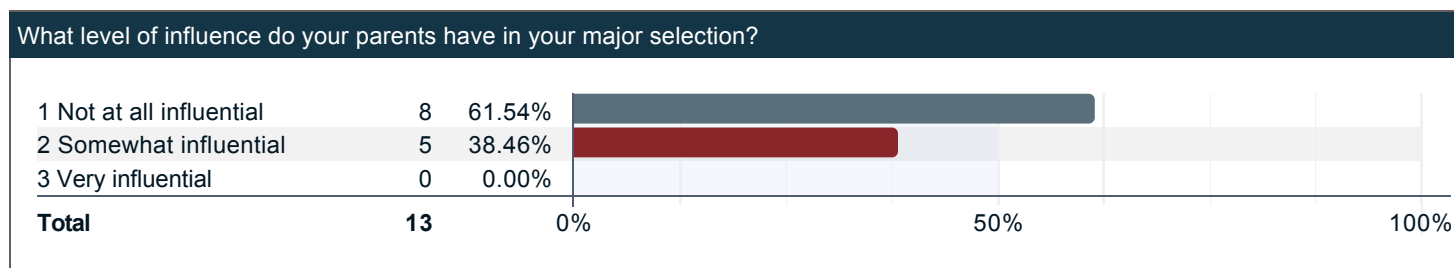 What level of influence do your parents have in your major selection?
1 Not at all influential 8 61.54%
2 Somewhat influential 5 38.46%
3 Very influential 0 0.00%
Total 13 0% 50% 100%